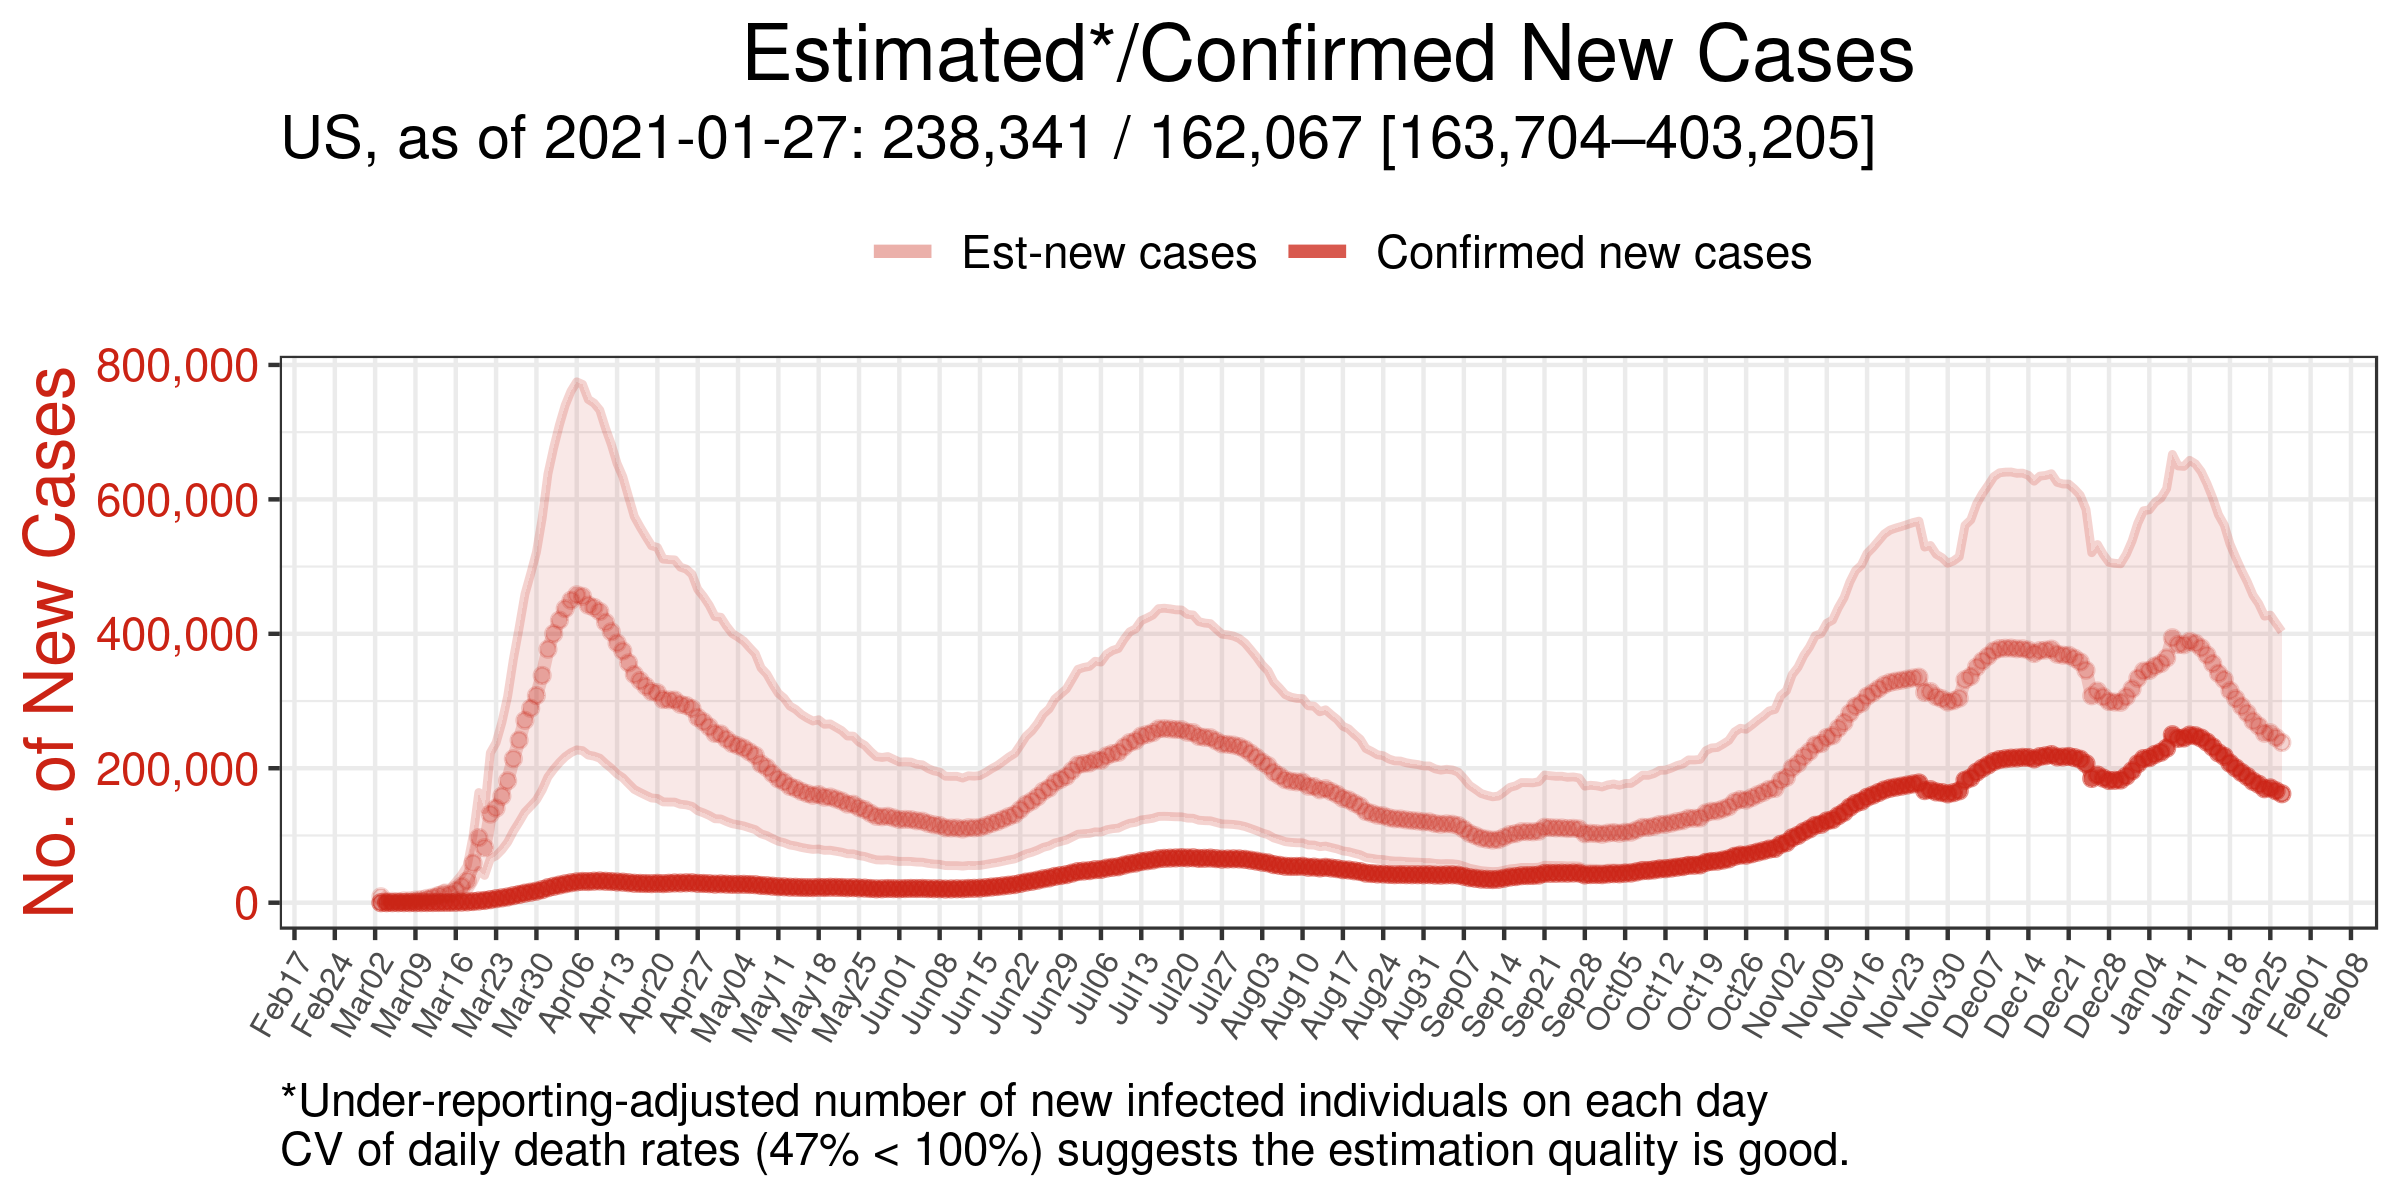 Estimated*/Confirmed New Cases
US, as of 2021-01-27: 238,341 / 162,067 [163,704–403,205]
Est-new cases Confirmed new cases
No. of New Cases
800,000
600,000
400,000
200,000
0
Feb17 Feb24 Mar02 Mar09 Mar16 Mar23 Mar30 Apr06 Apr13 Apr20 Apr27 May04 May11 May18 May25 Jun01 Jun08 Jun15 Jun22 Jun29 Jul06 Jul13 Jul20 Jul27 Aug03 Aug10 Aug17 Aug24 Aug31 Sep07 Sep14 Sep21 Sep28 Oct05 Oct12 Oct19 Oct26 Nov02 Nov09 Nov16 Nov23 Nov30 Dec07 Dec14 Dec21 Dec28 Jan04 Jan11 Jan18 Jan25 Feb01 Feb08
*Under-reporting-adjusted number of new infected individuals on each day
CV of daily death rates (47% < 100%) suggests the estimation quality is good.